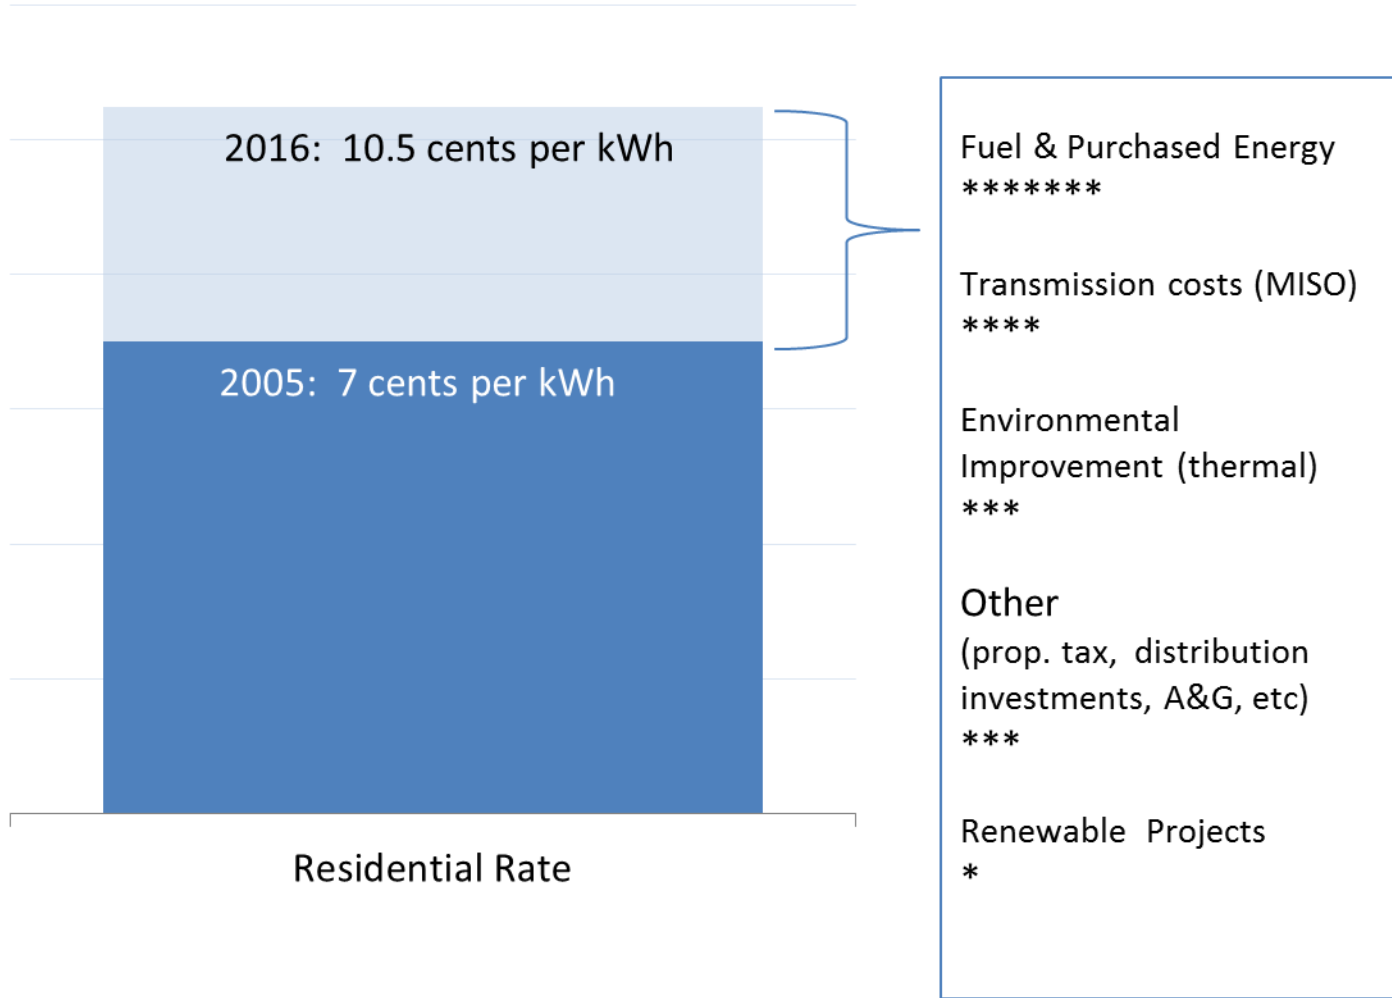 2016:  10.5 cents per kWh
2005:  7 cents per kWh
Residential Rate
Fuel & Purchased Energy
*******
Transmission costs (MISO)
****
Environmental
Improvement (thermal)
***
Other
(prop. tax,  distribution
investments, A&G, etc)
***
Renewable  Projects
*